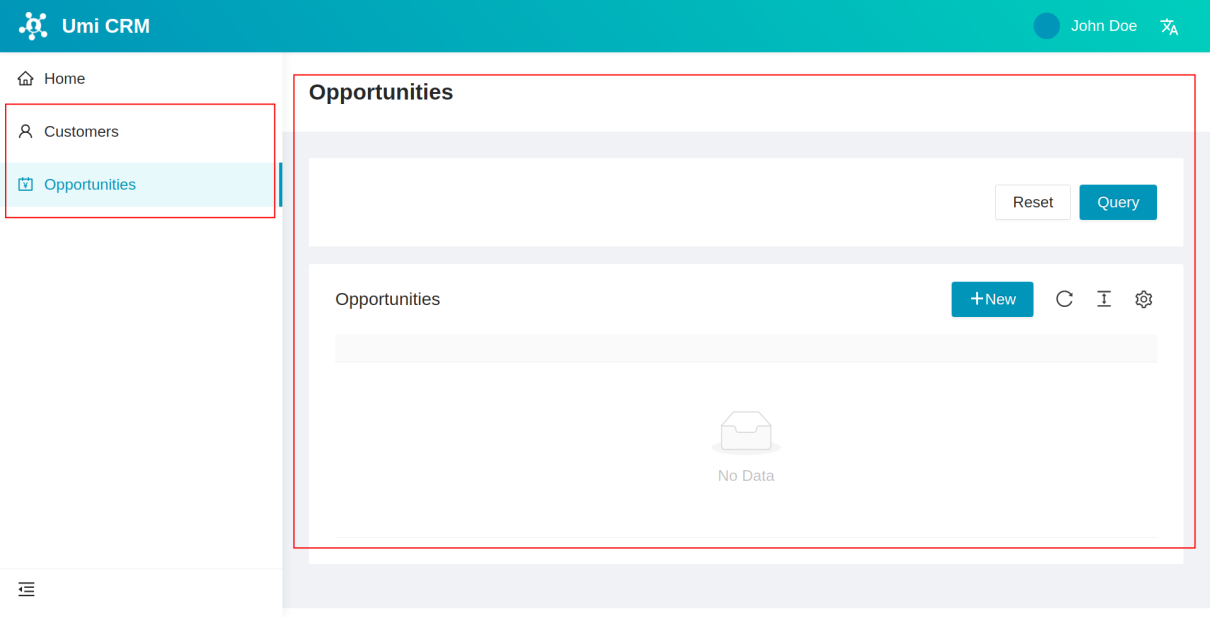 Umi CRM
John Doe
Home
Customers
Opportunities
Opportunities
Reset
Query
Opportunities
New
No Data